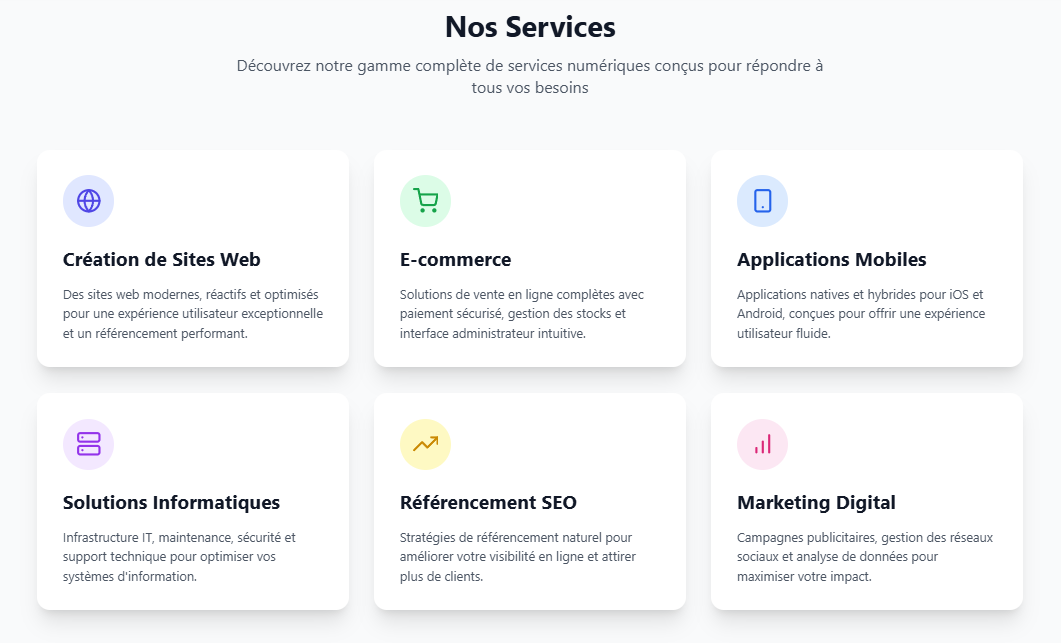 Nos Services
Découvrez notre gamme complète de services numériques conçus pour répondre à
tous vos besoins
Création de Sites Web
Des sites web modernes, réactifs et optimisés
pour une expérience utilisateur exceptionnelle
et un référencement performant.
E-commerce
Solutions de vente en ligne complètes avec
paiement sécurisé, gestion des stocks et
interface administrateur intuitive.
Applications Mobiles
Applications natives et hybrides pour iOS et
Android, conçues pour offrir une expérience
utilisateur fluide.
Solutions Informatiques
Infrastructure IT, maintenance, sécurité et
support technique pour optimiser vos
systèmes d'information.
Référencement SEO
Stratégies de référencement naturel pour
améliorer votre visibilité en ligne et attirer
plus de clients.
Marketing Digital
Campagnes publicitaires, gestion des réseaux
sociaux et analyse de données pour
maximiser votre impact.